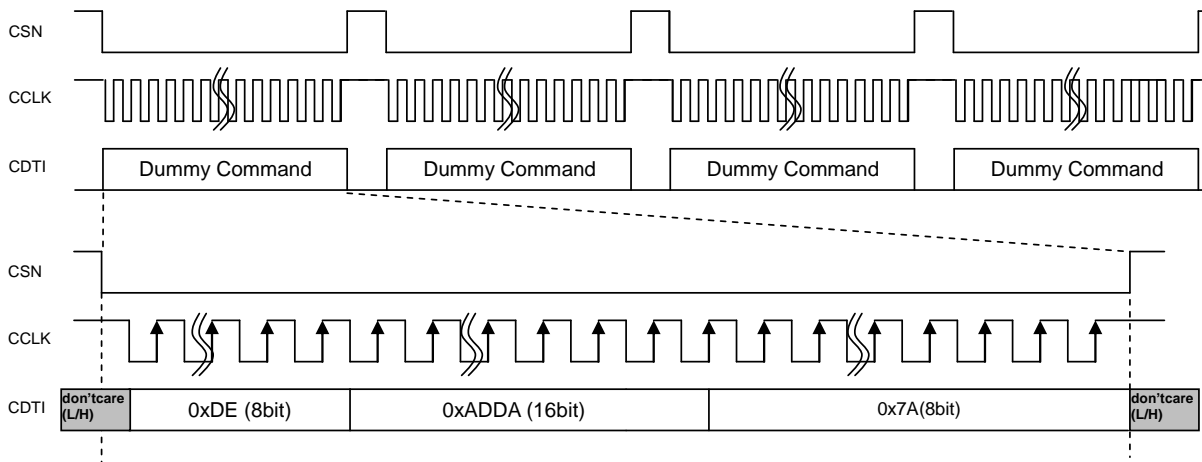 CSN
CCLK
CDTI
Dummy Command Dummy Command Dummy Command Dummy Command
CSN
CCLK
CDTI
don'tcare
(L/H)
0xDE (8bit) 0xADDA (16bit) 0x7A(8bit)
don'tcare
(L/H)